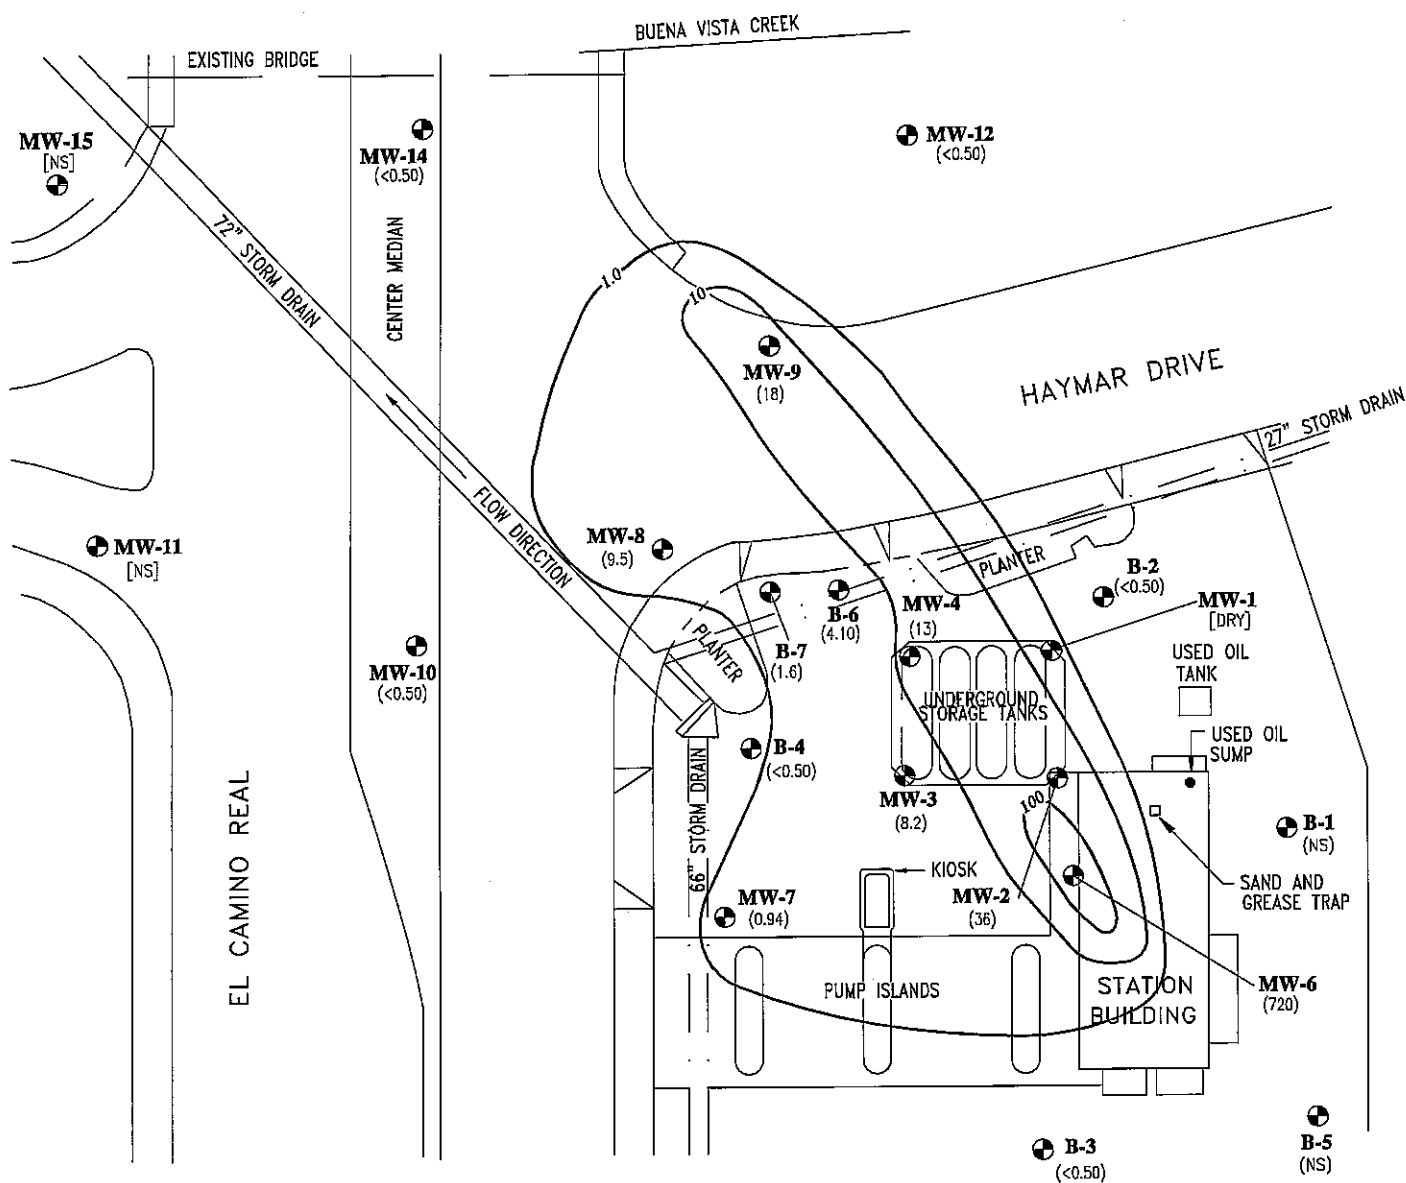 BUENA VISTA CREEK
EXISTING BRIDGE
MW-15
[NS]
MW-14
(<0.50)
MW-12
(<0.50)
72" STORM DRAIN
CENTER MEDIAN
1.0
10
MW-9
(18)
HAYMAR DRIVE
27" STORM DRAIN
FLOW DIRECTION
MW-8
(9.5)
MW-11
[NS]
PLANTER
B-2
(<0.50)
MW-1
[DRY]
B-6
(4.10)
MW-4
(13)
B-7
(1.6)
PLANTER
MW-10
(<0.50)
USED OIL
TANK
UNDERGROUND
STORAGE TANKS
B-4
(<0.50)
USED OIL
SUMP
MW-3
(8.2)
100
EL CAMINO REAL
66" STORM DRAIN
B-1
(NS)
KIOSK
SAND AND
GREASE TRAP
MW-7
(0.94)
MW-2
(36)
PUMP ISLANDS
STATION
BUILDING
MW-6
(720)
B-3
(<0.50)
B-5
(NS)